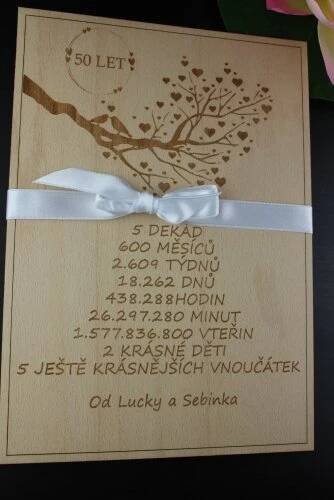 50 LET
5 DEKÁD
600 MĚSÍCŮ
2.609 TÝDNŮ
18.262 DNŮ
438.288HODIN
26.297.280 MINUT
1.577.836.800 VTEŘIN
2 KRÁSNÉ DĚTI
5 JEŠTĚ KRÁSNĚJŠÍCH VNOUČÁTEK
Od Lucky a Sebinka